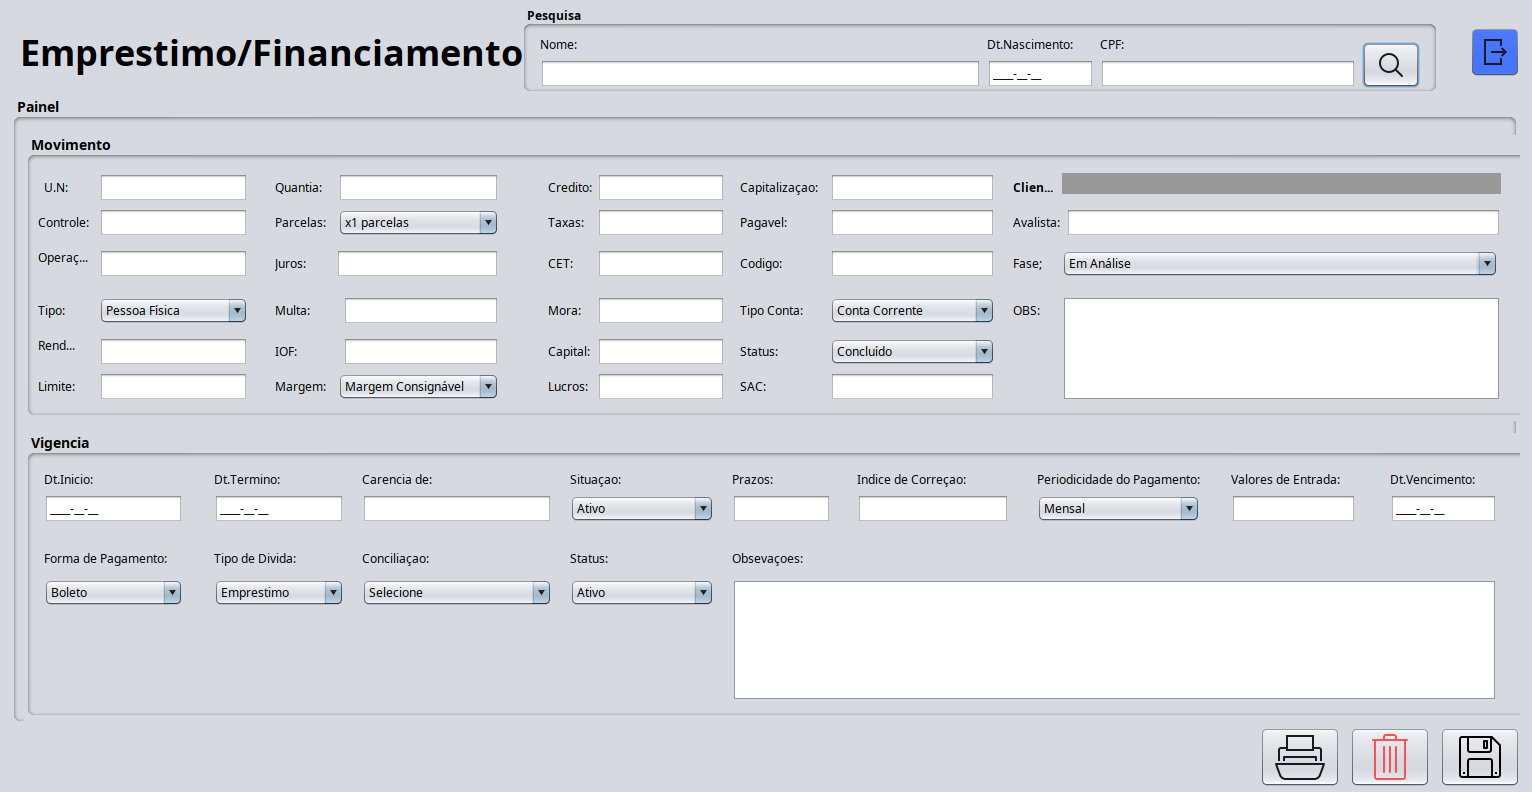 Pesquisa
Emprestimo/Financiamento
Nome: Dt.Nascimento: CPF:
____-__-__
Painel
Movimento
U.N: Quantia: Credito: Capitalizaçao: Clien...
Controle: Parcelas: x1 parcelas Taxas: Pagavel: Avalista:
Operaç... Juros: CET: Codigo: Fase; Em Análise
Tipo: Pessoa Física Multa: Mora: Tipo Conta: Conta Corrente OBS:
Rend... IOF: Capital: Status: Concluído
Limite: Margem: Margem Consignável Lucros: SAC:
Vigencia
Dt.Inicio: Dt.Termino: Carencia de: Situaçao: Prazos: Indice de Correçao: Periodicidade do Pagamento: Valores de Entrada: Dt.Vencimento:
____-__-__ ____-__-__ Ativo Mensal ____-__-__
Forma de Pagamento: Tipo de Divida: Conciliaçao: Status: Obsevaçoes:
Boleto Emprestimo Selecione Ativo